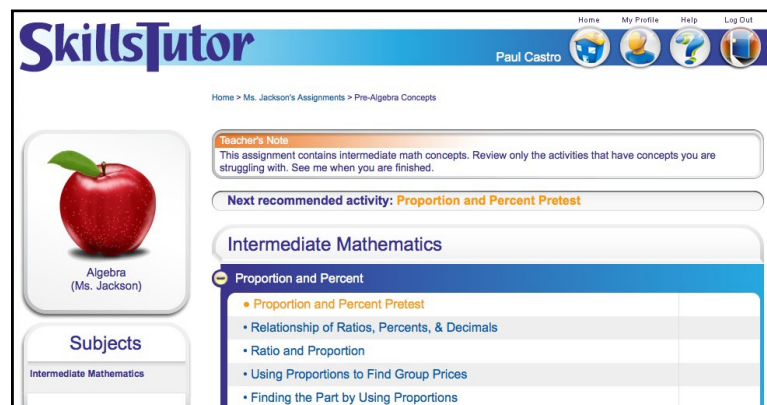 Home My Profile Help Log Out
SkillsTutor
Paul Castro
Home > Ms. Jackson's Assignments > Pre-Algebra Concepts
Teacher's Note
This assignment contains intermediate math concepts. Review only the activities that have concepts you are
struggling with. See me when you are finished.
Next recommended activity: Proportion and Percent Pretest
Algebra
(Ms. Jackson)
Subjects
Intermediate Mathematics
Intermediate Mathematics
Proportion and Percent
• Proportion and Percent Pretest
• Relationship of Ratios, Percents, & Decimals
• Ratio and Proportion
• Using Proportions to Find Group Prices
• Finding the Part by Using Proportions